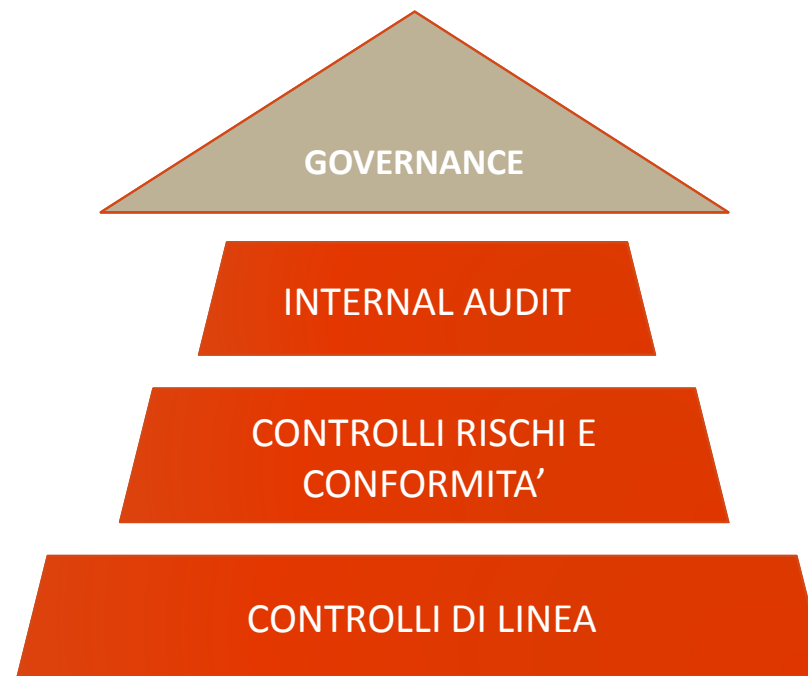 GOVERNANCE
INTERNAL AUDIT
CONTROLLI RISCHI E
CONFORMITA’
CONTROLLI DI LINEA